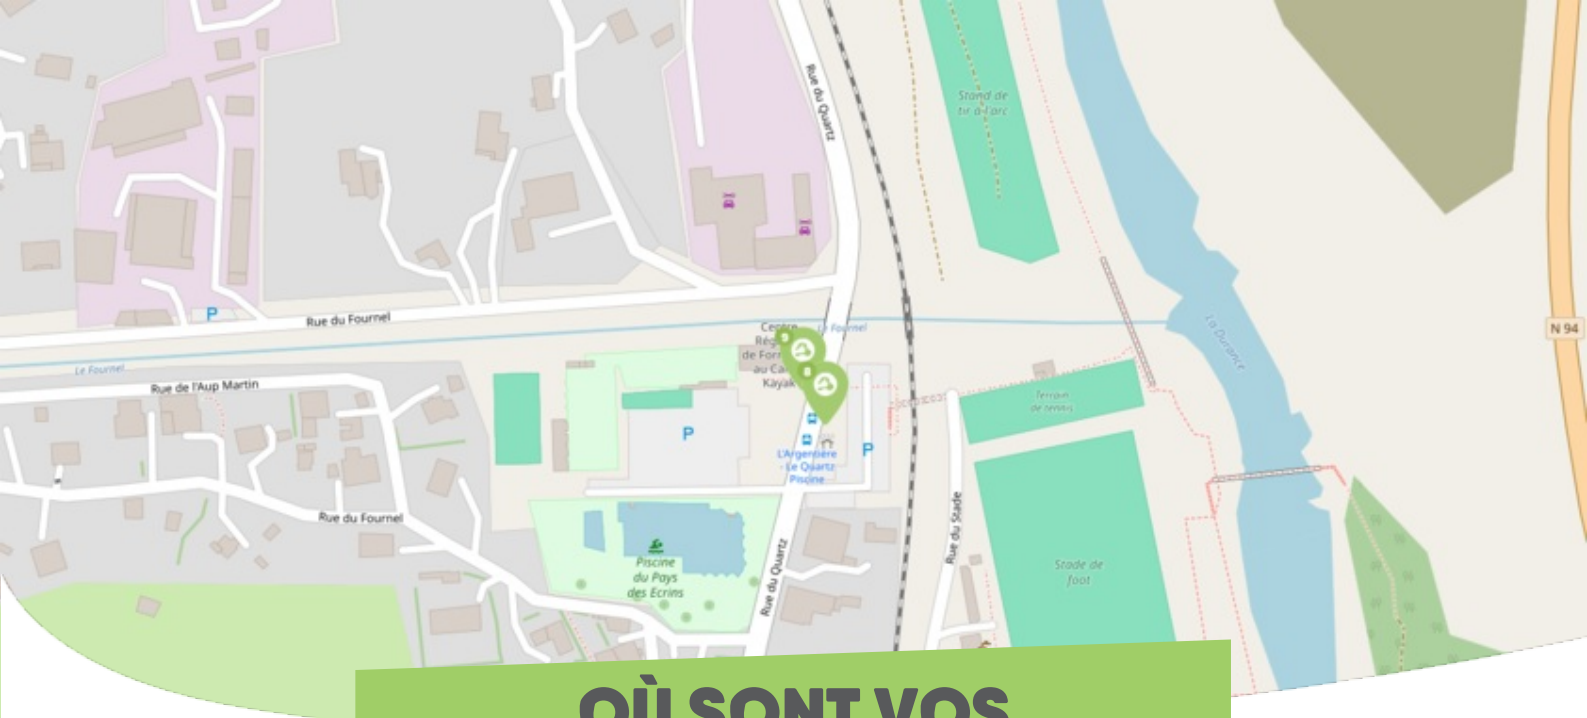 Rue du Quartz
Stand de
tir à l'arc
N 94
P
Rue du Fournel
La Durance
Centre
Le Fournel
de For
Kayak
Le Fournel
Rue de l'Aup Martin
Terrain
de tennis
P
P
L'Argentière
- Le Quartz
Piscine
Rue du Fournel
Rue du Stade
Piscine
du Pays
des Ecrins
Rue du Quartz
Stade de
foot
OÙ SONT VOS